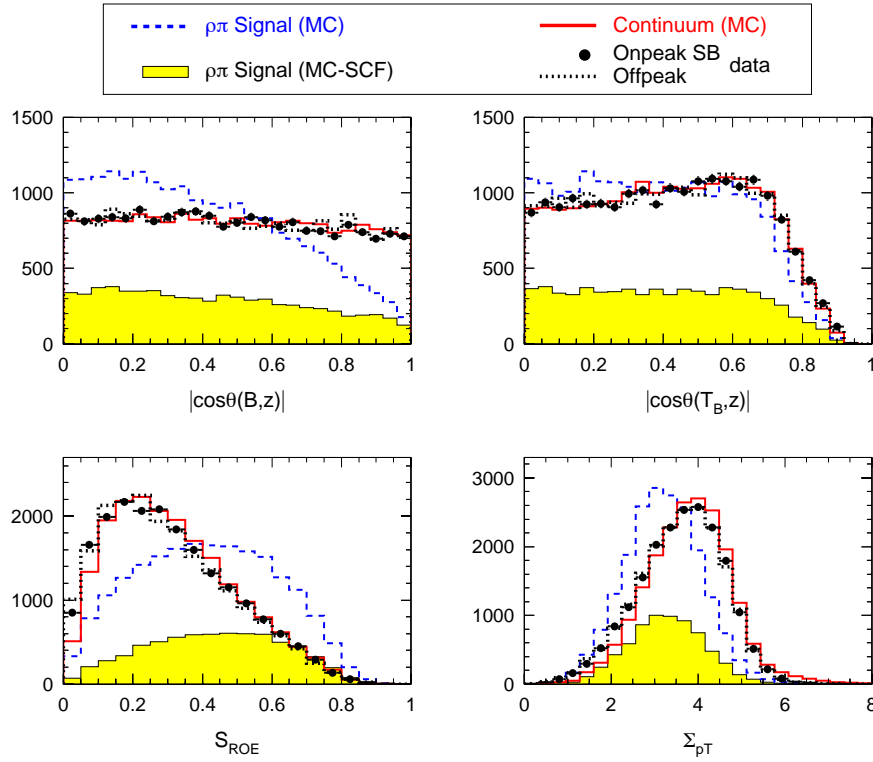 ρπ Signal (MC)
Continuum (MC)
ρπ Signal (MC-SCF)
Onpeak SB
Offpeak
data
1500
1000
500
0
0 0.2 0.4 0.6 0.8 1
|cosθ(B,z)|
1500
1000
500
0
0 0.2 0.4 0.6 0.8 1
|cosθ(T_B,z)|
2000
1000
0
0 0.2 0.4 0.6 0.8 1
S_ROE
3000
2000
1000
0
2 4 6 8
Σ_pT